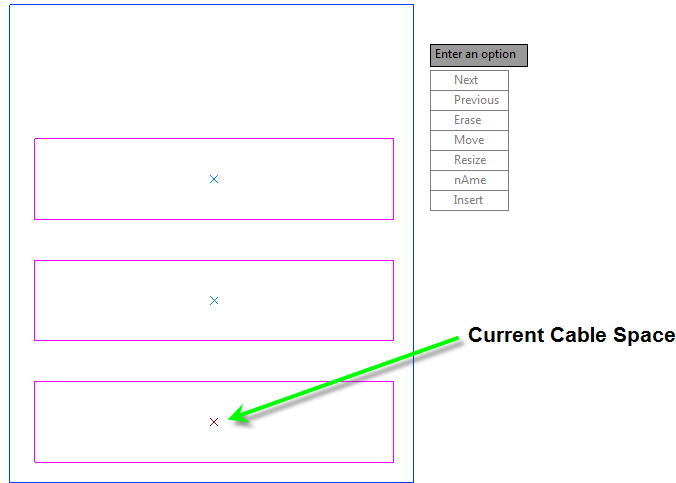 Enter an option
Next
Previous
Erase
Move
Resize
nAme
Insert
Current Cable Space